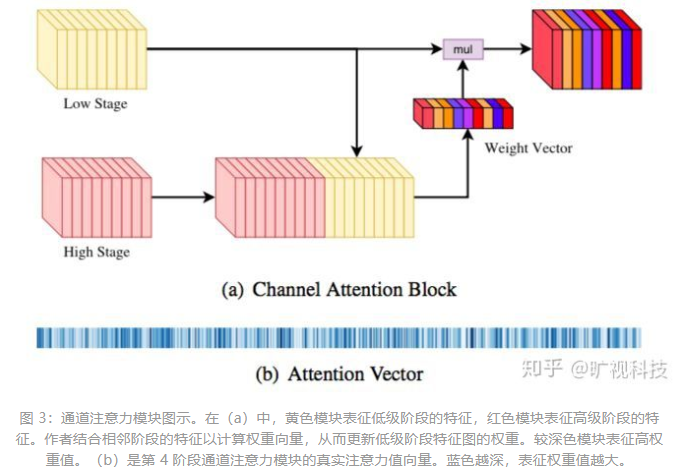 mul
Low Stage
Weight Vector
High Stage
(a) Channel Attention Block
知乎 @旷视科技
(b) Attention Vector
图 3：通道注意力模块图示。在（a）中，黄色模块表征低级阶段的特征，红色模块表征高级阶段的特
征。作者结合相邻阶段的特征以计算权重向量，从而更新低级阶段特征图的权重。较深色模块表征高权
重值。（b）是第 4 阶段通道注意力模块的真实注意力值向量。蓝色越深，表征权重值越大。